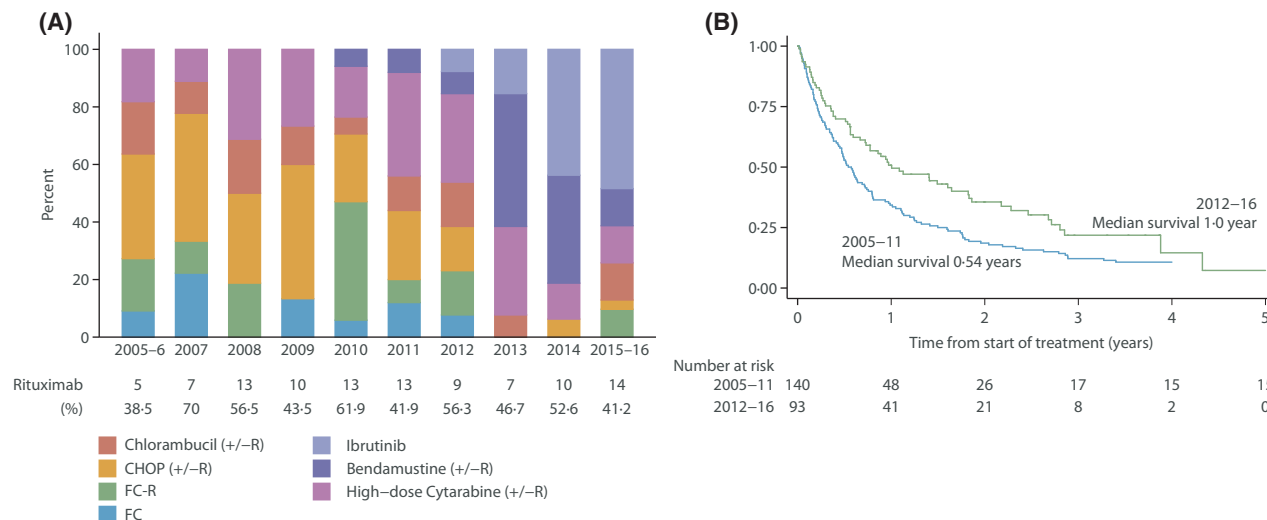 (A)
100
80
60
40
20
0
Percent
2005–6 2007 2008 2009 2010 2011 2012 2013 2014 2015–16
Rituximab 5 7 13 10 13 13 9 7 10 14
(%) 38·5 70 56·5 43·5 61·9 41·9 56·3 46·7 52·6 41·2
Chlorambucil (+/–R)
CHOP (+/–R)
FC-R
FC
Ibrutinib
Bendamustine (+/–R)
High–dose Cytarabine (+/–R)
(B)
1·00
0·75
0·50
0·25
0·00
2012–16
Median survival 1·0 year
2005–11
Median survival 0·54 years
0 1 2 3 4 5
Time from start of treatment (years)
Number at risk
2005–11 140 48 26 17 15 15
2012–16 93 41 21 8 2 0